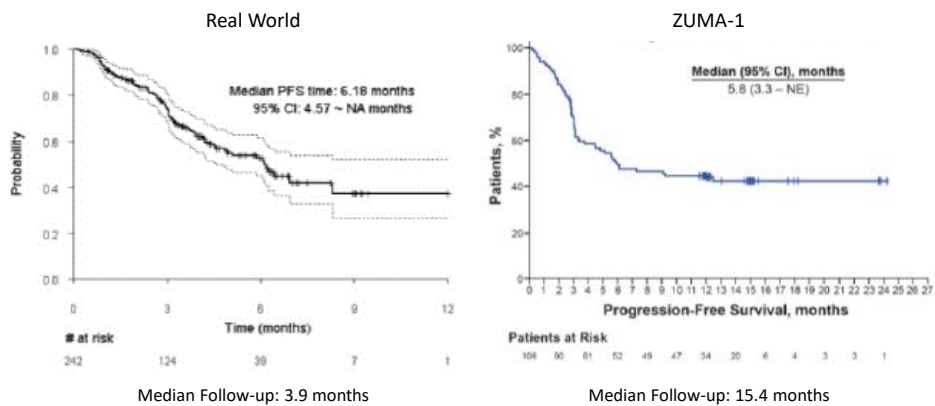 Real World
1.0
0.8
0.6
0.4
0.2
0.0
Probability
Median PFS time: 6.18 months
95% CI: 4.57 ~ NA months
0 3 6 9 12
Time (months)
# at risk
242 124 39 7 1
Median Follow-up: 3.9 months
ZUMA-1
100
80
60
40
20
0
Patients, %
Median (95% CI), months
5.8 (3.3 – NE)
0 1 2 3 4 5 6 7 8 9 10 11 12 13 14 15 16 17 18 19 20 21 22 23 24 25 26 27
Progression-Free Survival, months
Patients at Risk
108 90 61 52 49 47 34 20 6 4 3 3 1
Median Follow-up: 15.4 months